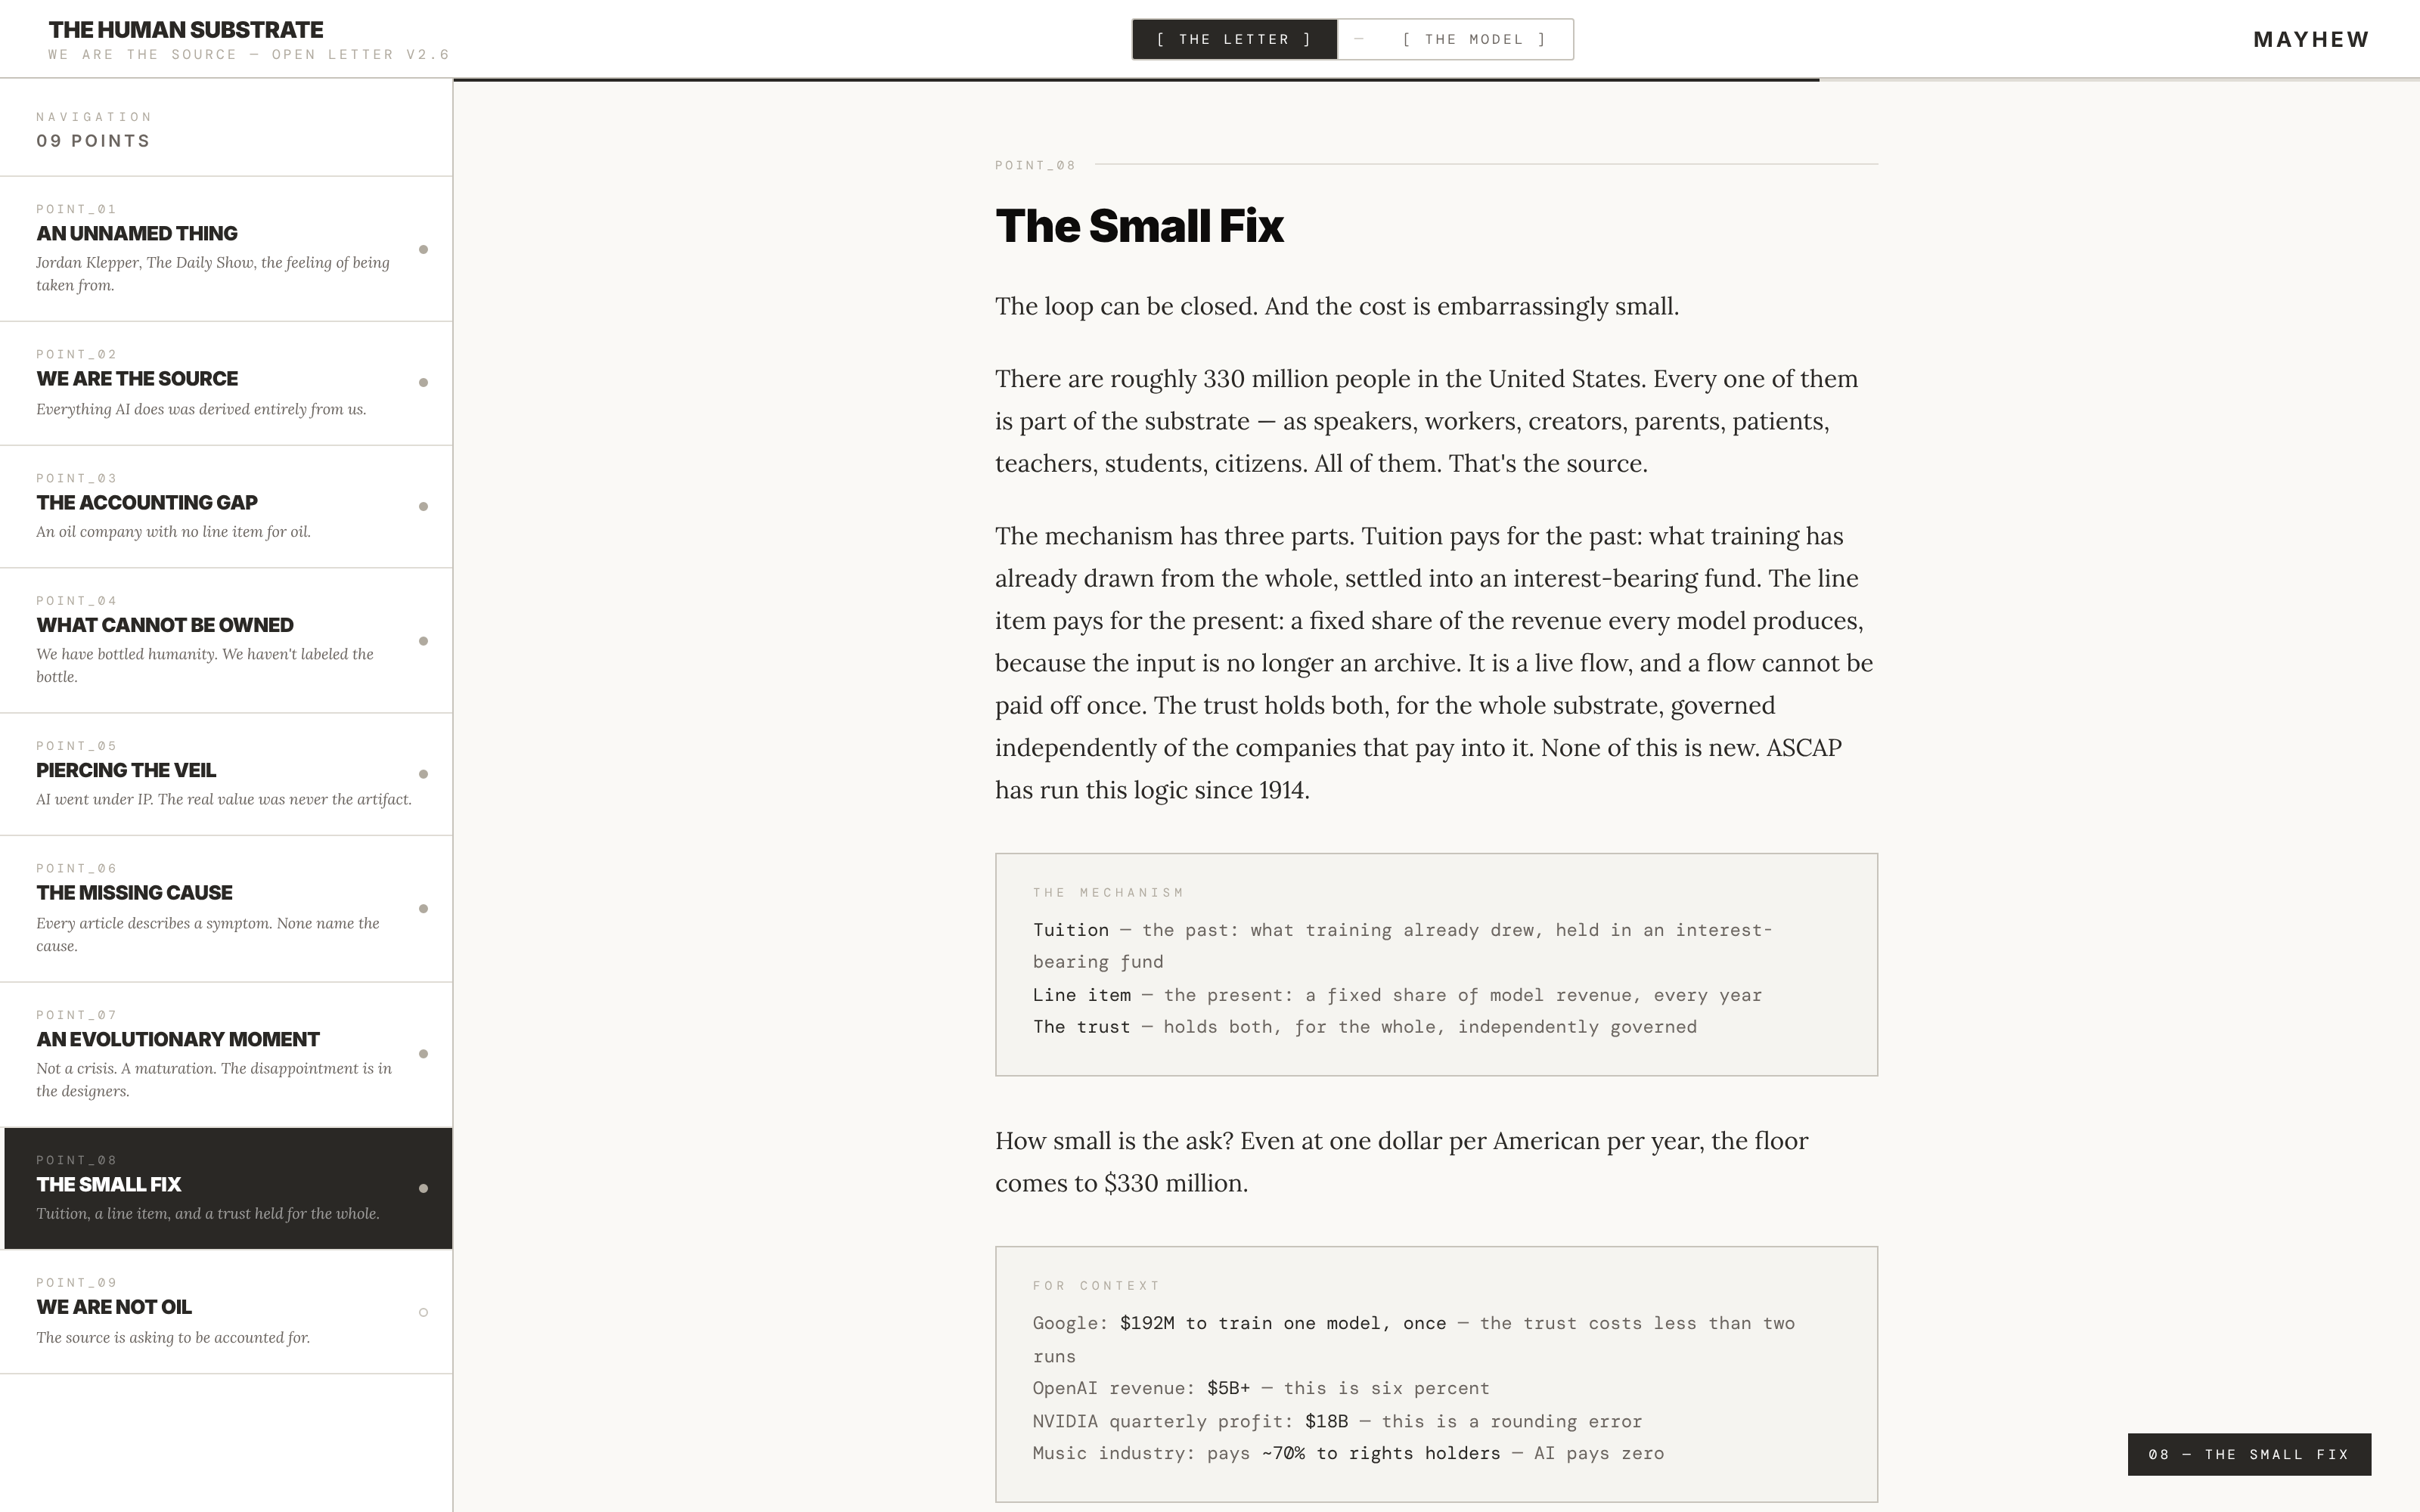 THE HUMAN SUBSTRATE
WE ARE THE SOURCE — OPEN LETTER V2.6
[ THE LETTER ] — [ THE MODEL ]
MAYHEW
NAVIGATION
09 POINTS
POINT_01
AN UNNAMED THING
Jordan Klepper, The Daily Show, the feeling of being
taken from.
POINT_02
WE ARE THE SOURCE
Everything AI does was derived entirely from us.
POINT_03
THE ACCOUNTING GAP
An oil company with no line item for oil.
POINT_04
WHAT CANNOT BE OWNED
We have bottled humanity. We haven't labeled the
bottle.
POINT_05
PIERCING THE VEIL
AI went under IP. The real value was never the artifact.
POINT_06
THE MISSING CAUSE
Every article describes a symptom. None name the
cause.
POINT_07
AN EVOLUTIONARY MOMENT
Not a crisis. A maturation. The disappointment is in
the designers.
POINT_08
THE SMALL FIX
Tuition, a line item, and a trust held for the whole.
POINT_09
WE ARE NOT OIL
The source is asking to be accounted for.
POINT_08
The Small Fix
The loop can be closed. And the cost is embarrassingly small.
There are roughly 330 million people in the United States. Every one of them
is part of the substrate — as speakers, workers, creators, parents, patients,
teachers, students, citizens. All of them. That's the source.
The mechanism has three parts. Tuition pays for the past: what training has
already drawn from the whole, settled into an interest-bearing fund. The line
item pays for the present: a fixed share of the revenue every model produces,
because the input is no longer an archive. It is a live flow, and a flow cannot be
paid off once. The trust holds both, for the whole substrate, governed
independently of the companies that pay into it. None of this is new. ASCAP
has run this logic since 1914.
THE MECHANISM
Tuition — the past: what training already drew, held in an interest-
bearing fund
Line item — the present: a fixed share of model revenue, every year
The trust — holds both, for the whole, independently governed
How small is the ask? Even at one dollar per American per year, the floor
comes to $330 million.
FOR CONTEXT
Google: $192M to train one model, once — the trust costs less than two
runs
OpenAI revenue: $5B+ — this is six percent
NVIDIA quarterly profit: $18B — this is a rounding error
Music industry: pays ~70% to rights holders — AI pays zero
08 — THE SMALL FIX